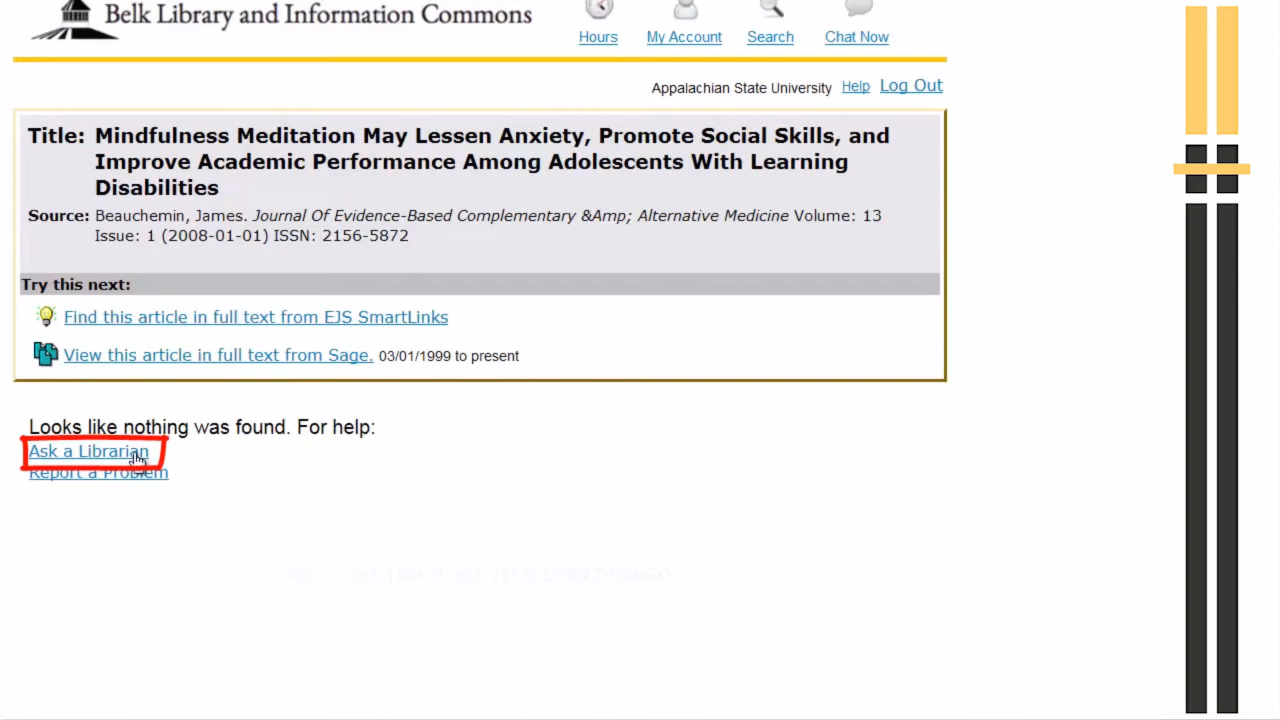 Belk Library and Information Commons
Hours My Account Search Chat Now
Appalachian State University Help Log Out
Title: Mindfulness Meditation May Lessen Anxiety, Promote Social Skills, and
Improve Academic Performance Among Adolescents With Learning
Disabilities
Source: Beauchemin, James. Journal Of Evidence-Based Complementary &Amp; Alternative Medicine Volume: 13
Issue: 1 (2008-01-01) ISSN: 2156-5872
Try this next:
Find this article in full text from EJS SmartLinks
View this article in full text from Sage. 03/01/1999 to present
Looks like nothing was found. For help:
Ask a Librarian
Report a Problem